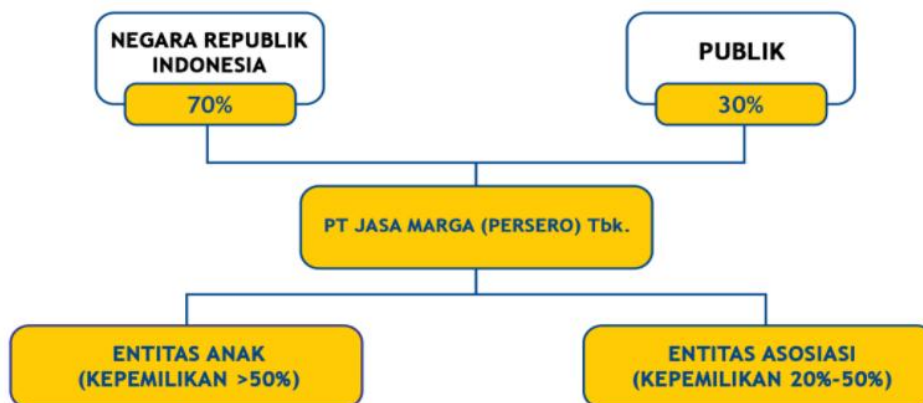 NEGARA REPUBLIK
INDONESIA
70%
PUBLIK
30%
PT JASA MARGA (PERSERO) Tbk.
ENTITAS ANAK
(KEPEMILIKAN >50%)
ENTITAS ASOSIASI
(KEPEMILIKAN 20%-50%)